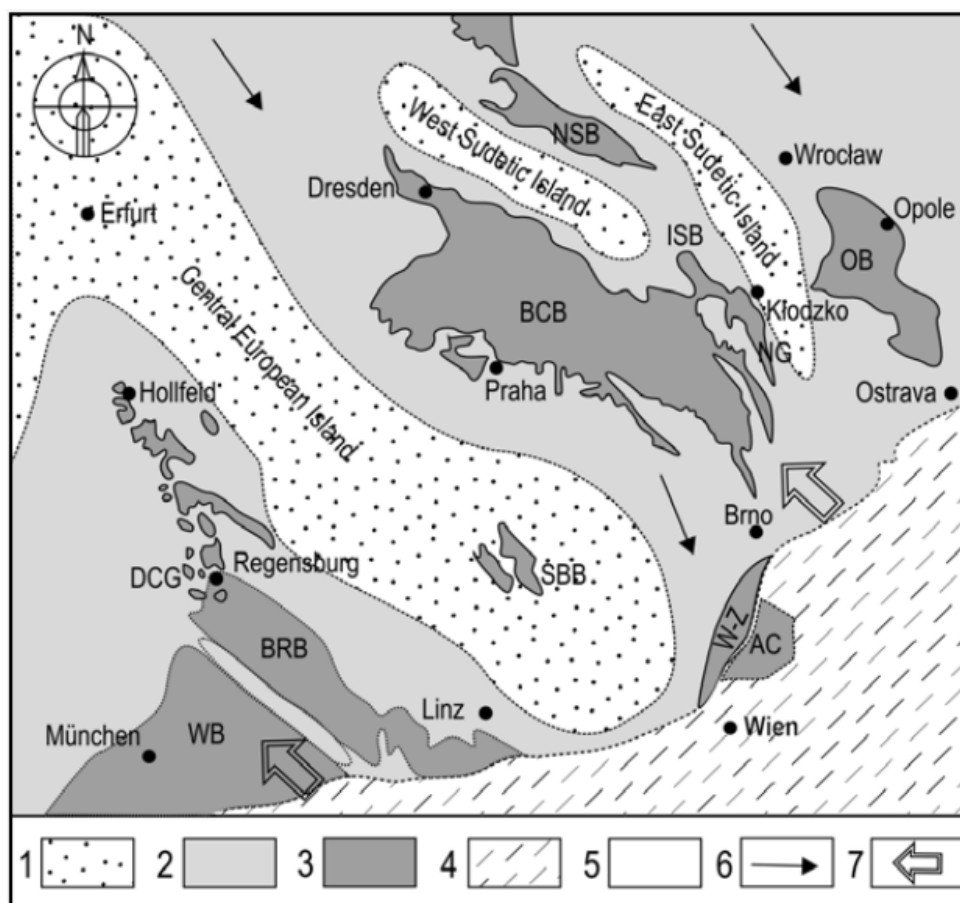 N
West Sudetic Island
NSB
East Sudetic Island
Wrocław
Dresden
Erfurt
ISB
Opole
OB
Central European Island
BCB
Kłodzko
NG
Praha
Hollfeld
Ostrava
Brno
Regensburg
DCG
SBB
W-Z
AC
BRB
Linz
WB
München
Wien
1 2 3 4 5 6 7